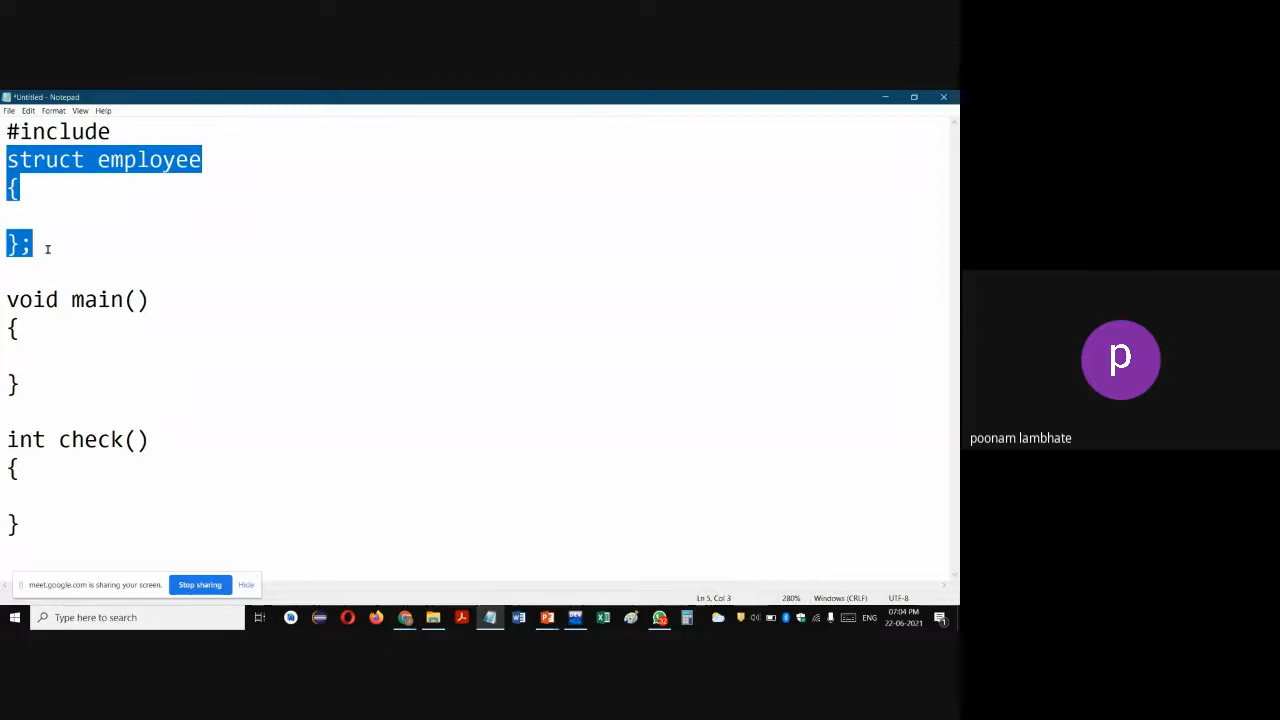 *Untitled - Notepad
File Edit Format View Help
#include
struct employee
{
};
void main()
{
}
int check()
{
}
meet.google.com is sharing your screen.
Stop sharing
Hide
Ln 5, Col 3
280%
Windows (CRLF)
UTF-8
Type here to search
ENG
07:04 PM
22-06-2021
p
poonam lambhate